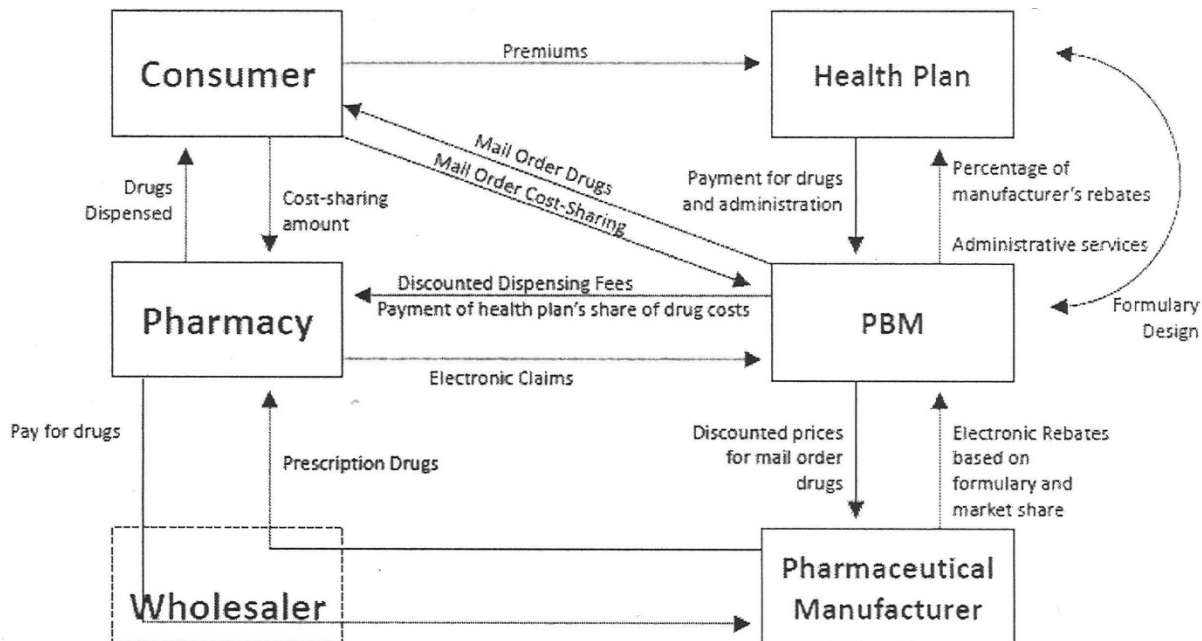 Premiums
Consumer
Health Plan
Mail Order Drugs
Mail Order Cost-Sharing
Drugs
Dispensed
Cost-sharing
amount
Payment for drugs
and administration
Percentage of
manufacturer's rebates
Administrative services
Discounted Dispensing Fees
Payment of health plan's share of drug costs
Pharmacy
PBM
Formulary
Design
Electronic Claims
Pay for drugs
Prescription Drugs
Discounted prices
for mail order
drugs
Electronic Rebates
based on
formulary and
market share
Wholesaler
Pharmaceutical
Manufacturer